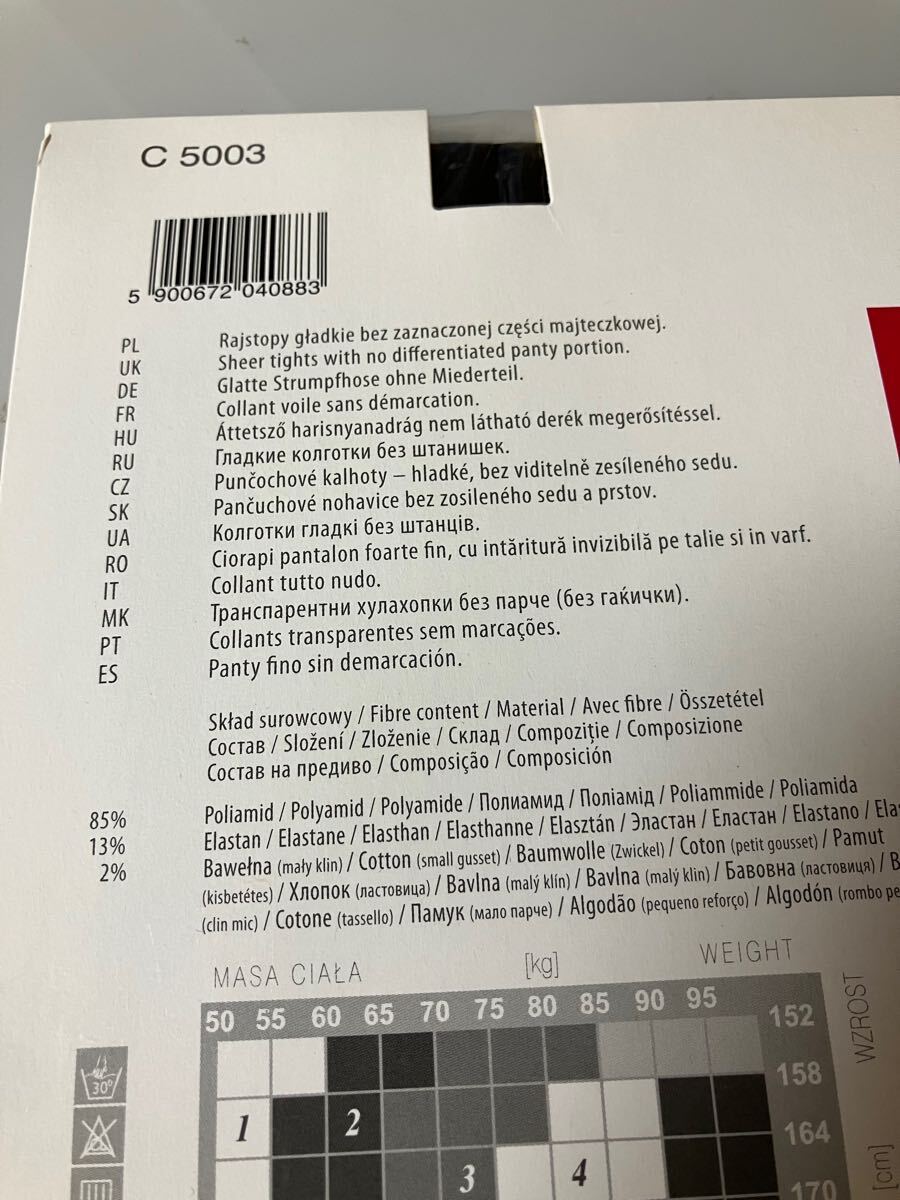 C 5003
5 900672 040883
PL Rajstopy gładkie bez zaznaczonej części majteczkowej.
UK Sheer tights with no differentiated panty portion.
DE Glatte Strumpfhose ohne Miederteil.
FR Collant voile sans démarcation.
HU Áttetsző harisnyanadrág nem látható derék megerősítéssel.
RU Гладкие колготки без штанишек.
CZ Punčochové kalhoty – hladké, bez viditelně zesíleného sedu.
SK Pančuchové nohavice bez zosileného sedu a prstov.
UA Колготки гладкі без штанців.
RO Ciorapi pantalon foarte fin, cu intăritură invizibilă pe talie si in varf.
IT Collant tutto nudo.
MK Транспарентни хулахопки без парче (без гаќички).
PT Collants transparentes sem marcações.
ES Panty fino sin demarcación.
Skład surowcowy / Fibre content / Material / Avec fibre / Összetétel
Состав / Složení / Zloženie / Склад / Compoziţie / Composizione
Состав на предиво / Composição / Composición
85% Poliamid / Polyamid / Polyamide / Полиамид / Поліамід / Poliammide / Poliamida
13% Elastan / Elastane / Elasthan / Elasthanne / Elasztán / Эластан / Еластан / Elastano / Ela
2% Bawełna (mały klin) / Cotton (small gusset) / Baumwolle (Zwickel) / Coton (petit gousset) / Pamut
(kisbetétes) / Хлопок (ластовица) / Bavlna (malý klín) / Bavlna (malý klin) / Бавовна (ластовиця) / B
(clin mic) / Cotone (tassello) / Памук (мало парче) / Algodão (pequeno reforço) / Algodón (rombo pe
MASA CIAŁA [kg] WEIGHT
50 55 60 65 70 75 80 85 90 95
152
WZROST
158
30°
1 2
164
3 4
170
[cm]